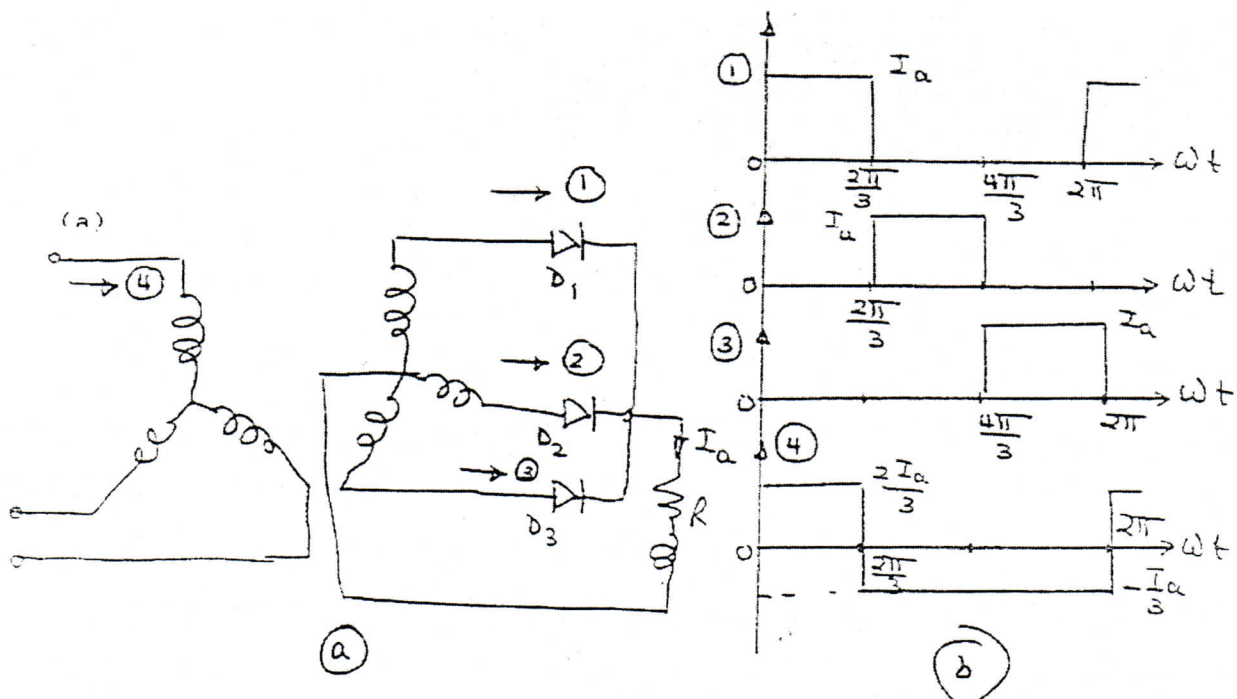 (a)
④
①
D1
②
D2
③
D3
Ia
R
ⓐ
① Ia
0 2π/3 4π/3 2π ωt
② Ia
0 2π/3 ωt
③ Ia
0 4π/3 2π ωt
④ 2Ia/3
0 2π/3 2π ωt
-Ia/3
ⓑ